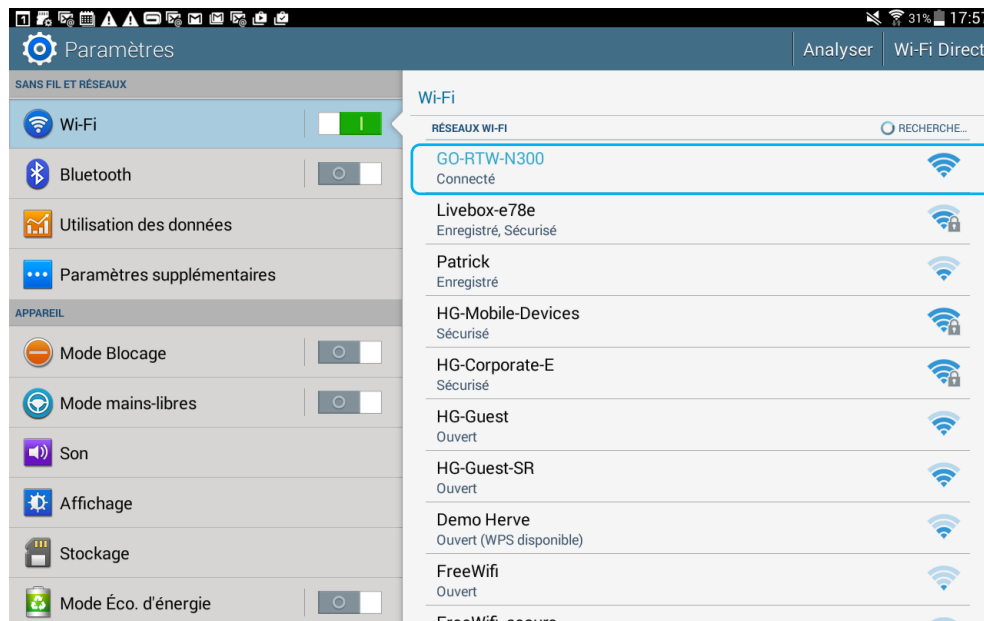 1
31% 17:57
Paramètres
Analyser
Wi-Fi Direct
SANS FIL ET RÉSEAUX
Wi-Fi
Bluetooth
Utilisation des données
Paramètres supplémentaires
APPAREIL
Mode Blocage
Mode mains-libres
Son
Affichage
Stockage
Mode Éco. d'énergie
Wi-Fi
RÉSEAUX WI-FI
RECHERCHE...
GO-RTW-N300
Connecté
Livebox-e78e
Enregistré, Sécurisé
Patrick
Enregistré
HG-Mobile-Devices
Sécurisé
HG-Corporate-E
Sécurisé
HG-Guest
Ouvert
HG-Guest-SR
Ouvert
Demo Herve
Ouvert (WPS disponible)
FreeWifi
Ouvert